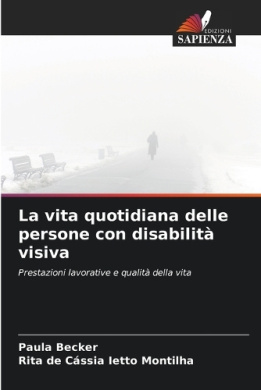 EDIZIONI
SAPIENZA
La vita quotidiana delle
persone con disabilità
visiva
Prestazioni lavorative e qualità della vita
Paula Becker
Rita de Cássia Ietto Montilha